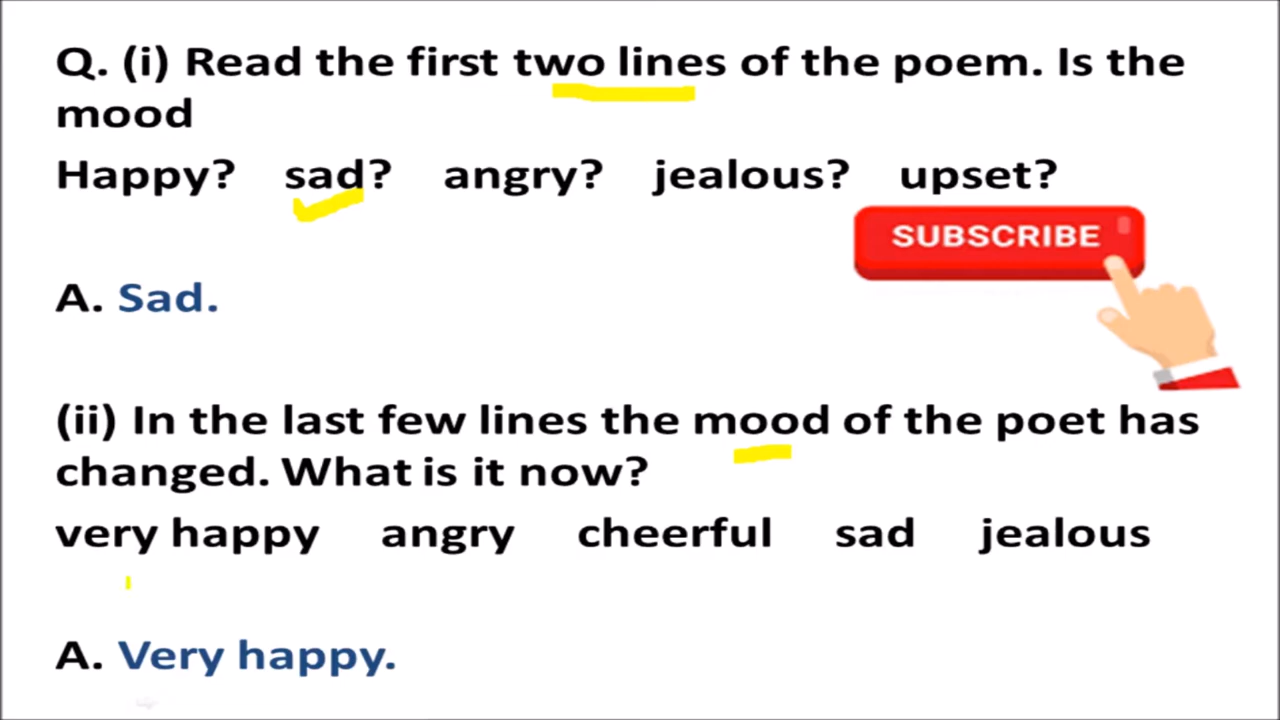 Q. (i) Read the first two lines of the poem. Is the
mood
Happy? sad? angry? jealous? upset?
SUBSCRIBE
A. Sad.
(ii) In the last few lines the mood of the poet has
changed. What is it now?
very happy angry cheerful sad jealous
A. Very happy.